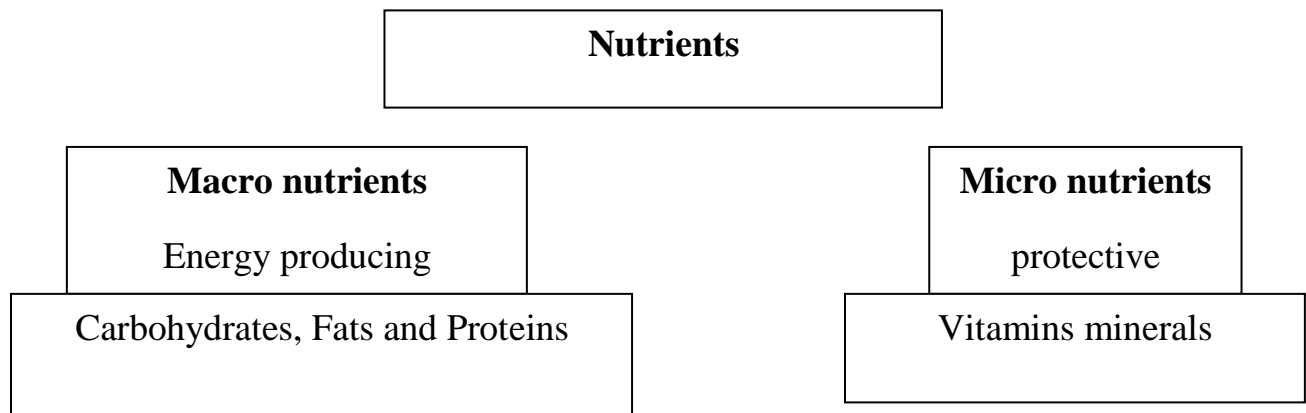 Nutrients
Macro nutrients
Energy producing
Carbohydrates, Fats and Proteins
Micro nutrients
protective
Vitamins minerals